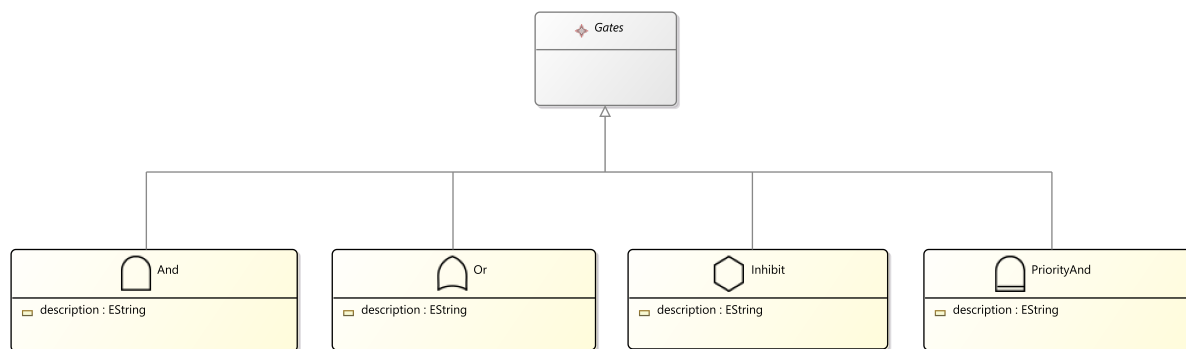 Gates
And
Or
Inhibit
PriorityAnd
description : EString
description : EString
description : EString
description : EString